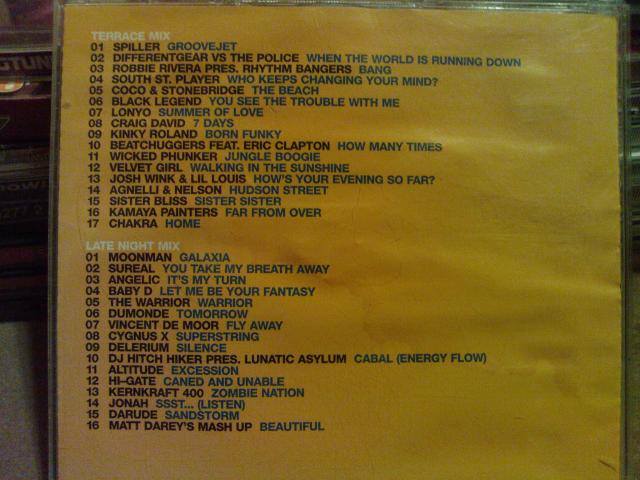 TERRACE MIX
01 SPILLER GROOVEJET
02 DIFFERENTGEAR VS THE POLICE WHEN THE WORLD IS RUNNING DOWN
03 ROBBIE RIVERA PRES. RHYTHM BANGERS BANG
04 SOUTH ST. PLAYER WHO KEEPS CHANGING YOUR MIND?
05 COCO & STONEBRIDGE THE BEACH
06 BLACK LEGEND YOU SEE THE TROUBLE WITH ME
07 LONYO SUMMER OF LOVE
08 CRAIG DAVID 7 DAYS
09 KINKY ROLAND BORN FUNKY
10 BEATCHUGGERS FEAT. ERIC CLAPTON HOW MANY TIMES
11 WICKED PHUNKER JUNGLE BOOGIE
12 VELVET GIRL WALKING IN THE SUNSHINE
13 JOSH WINK & LIL LOUIS HOW'S YOUR EVENING SO FAR?
14 AGNELLI & NELSON HUDSON STREET
15 SISTER BLISS SISTER SISTER
16 KAMAYA PAINTERS FAR FROM OVER
17 CHAKRA HOME
LATE NIGHT MIX
01 MOONMAN GALAXIA
02 SUREAL YOU TAKE MY BREATH AWAY
03 ANGELIC IT'S MY TURN
04 BABY D LET ME BE YOUR FANTASY
05 THE WARRIOR WARRIOR
06 DUMONDE TOMORROW
07 VINCENT DE MOOR FLY AWAY
08 CYGNUS X SUPERSTRING
09 DELERIUM SILENCE
10 DJ HITCH HIKER PRES. LUNATIC ASYLUM CABAL (ENERGY FLOW)
11 ALTITUDE EXCESSION
12 HI-GATE CANED AND UNABLE
13 KERNKRAFT 400 ZOMBIE NATION
14 JONAH SSST... (LISTEN)
15 DARUDE SANDSTORM
16 MATT DAREY'S MASH UP BEAUTIFUL